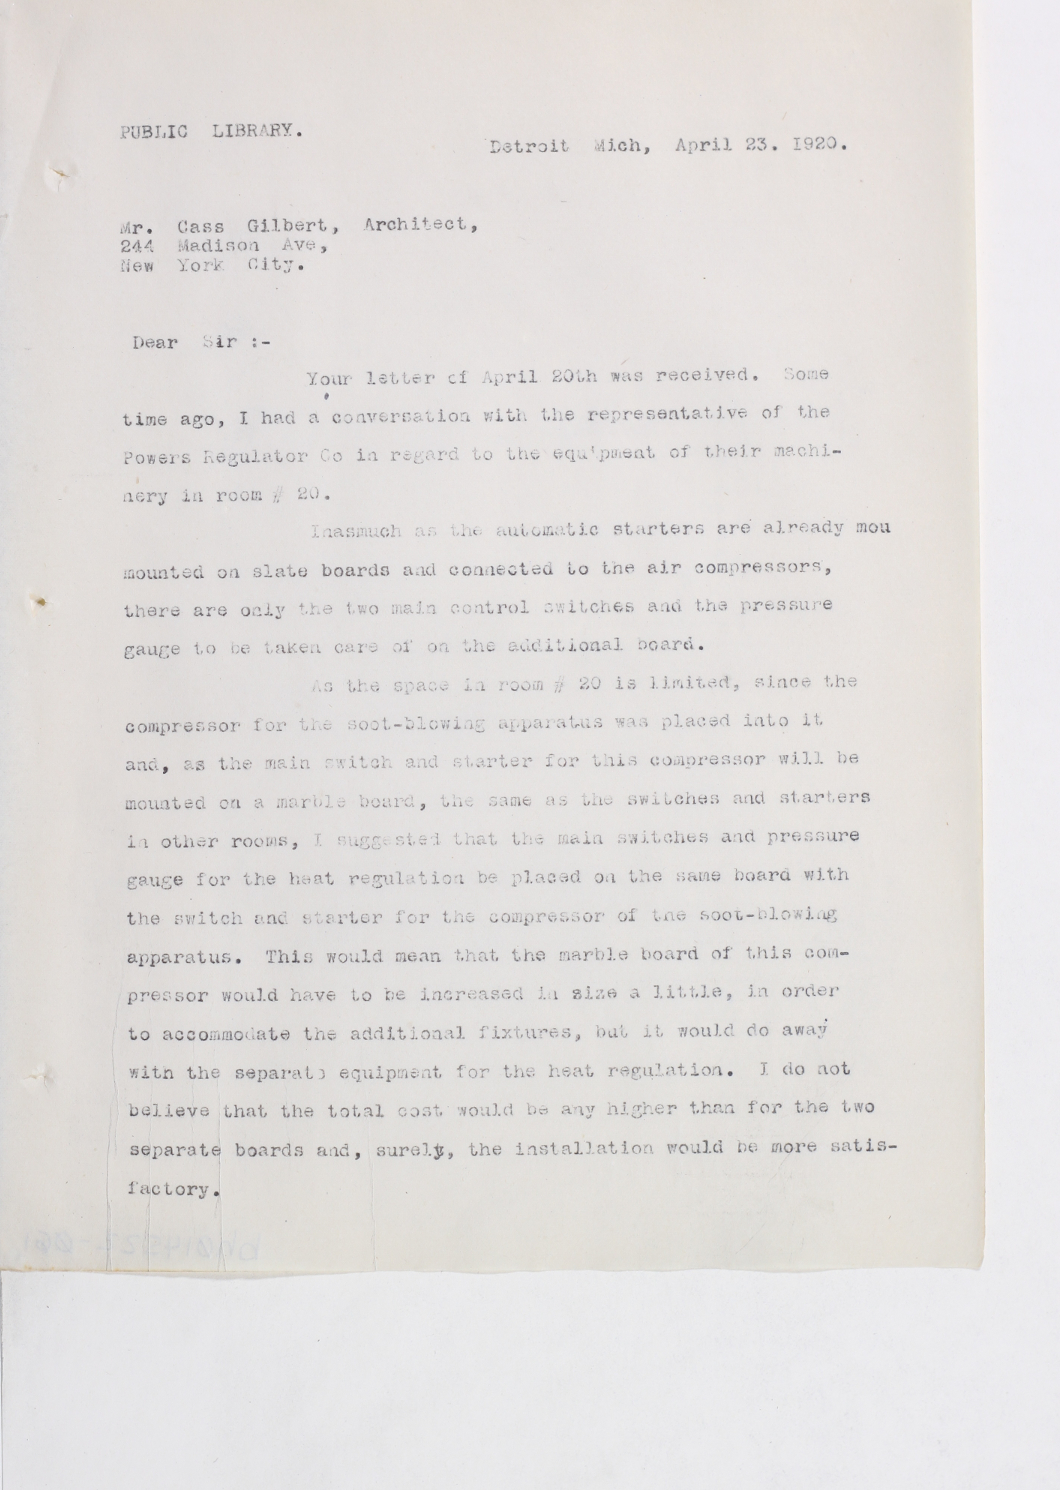 PUBLIC LIBRARY.
Detroit Mich, April 23. 1920.
Mr. Cass Gilbert, Architect,
244 Madison Ave,
New York City.
Dear Sir :-
Your letter of April 20th was received. Some
time ago, I had a conversation with the representative of the
Powers Regulator Co in regard to the equipment of their machi-
nery in room # 20.
Inasmuch as the automatic starters are already mou
mounted on slate boards and connected to the air compressors,
there are only the two main control switches and the pressure
gauge to be taken care of on the additional board.
As the space in room # 20 is limited, since the
compressor for the soot-blowing apparatus was placed into it
and, as the main switch and starter for this compressor will be
mounted on a marble board, the same as the switches and starters
in other rooms, I suggested that the main switches and pressure
gauge for the heat regulation be placed on the same board with
the switch and starter for the compressor of the soot-blowing
apparatus. This would mean that the marble board of this com-
pressor would have to be increased in size a little, in order
to accommodate the additional fixtures, but it would do away
with the separate equipment for the heat regulation. I do not
believe that the total cost would be any higher than for the two
separate boards and, surely, the installation would be more satis-
factory.